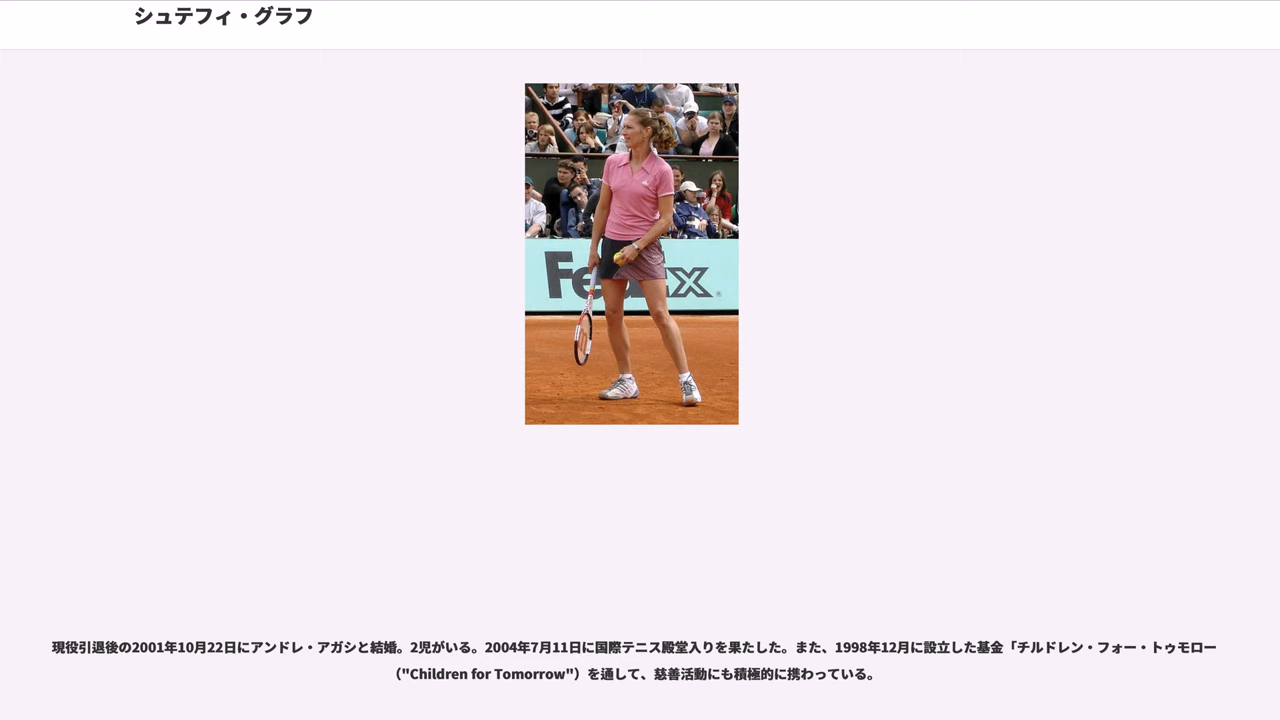 シュテフィ・グラフ
FedEx
現役引退後の2001年10月22日にアンドレ・アガシと結婚。2児がいる。2004年7月11日に国際テニス殿堂入りを果たした。また、1998年12月に設立した基金「チルドレン・フォー・トゥモロー
("Children for Tomorrow"）を通して、慈善活動にも積極的に携わっている。